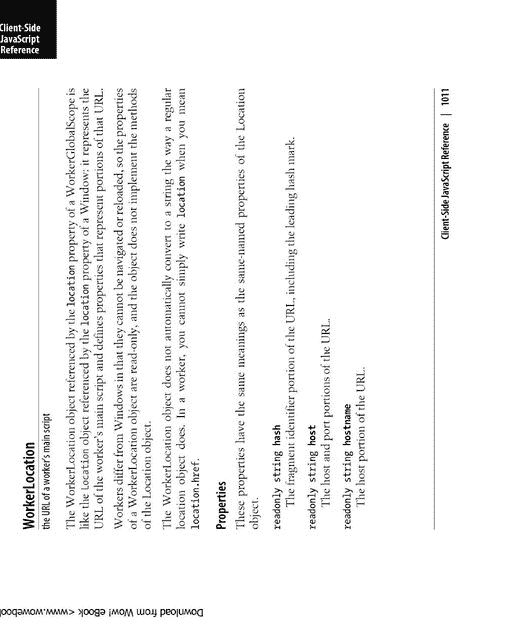 Client-Side
JavaScript
Reference
WorkerLocation
the URL of a worker's main script
The WorkerLocation object referenced by the location property of a WorkerGlobalScope is
like the Location object referenced by the location property of a Window: it represents the
URL of the worker's main script and defines properties that represent portions of that URL.
Workers differ from Windows in that they cannot be navigated or reloaded, so the properties
of a WorkerLocation object are read-only, and the object does not implement the methods
of the Location object.
The WorkerLocation object does not automatically convert to a string the way a regular
location object does. In a worker, you cannot simply write location when you mean
location.href.
Properties
These properties have the same meanings as the same-named properties of the Location
object.
readonly string hash
The fragment identifier portion of the URL, including the leading hash mark.
readonly string host
The host and port portions of the URL.
readonly string hostname
The host portion of the URL.
Client-Side JavaScript Reference | 1011
Download from Wow! eBook <www.wowebook